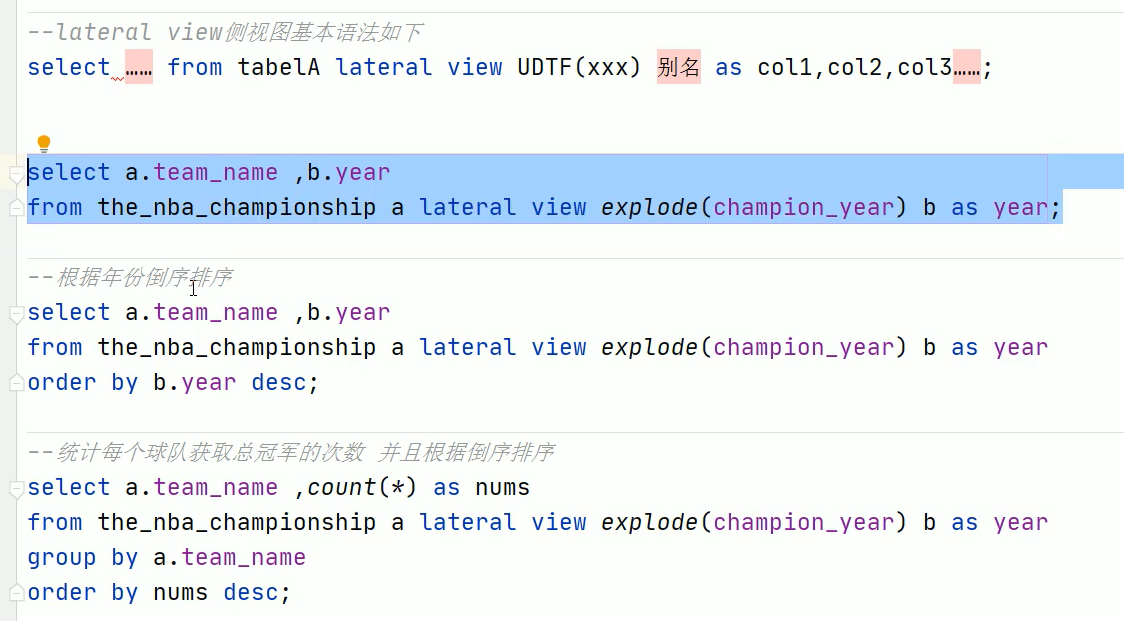 --lateral view侧视图基本语法如下
select …… from tabelA lateral view UDTF(xxx) 别名 as col1,col2,col3……;
select a.team_name ,b.year
from the_nba_championship a lateral view explode(champion_year) b as year;
--根据年份倒序排序
select a.team_name ,b.year
from the_nba_championship a lateral view explode(champion_year) b as year
order by b.year desc;
--统计每个球队获取总冠军的次数 并且根据倒序排序
select a.team_name ,count(*) as nums
from the_nba_championship a lateral view explode(champion_year) b as year
group by a.team_name
order by nums desc;